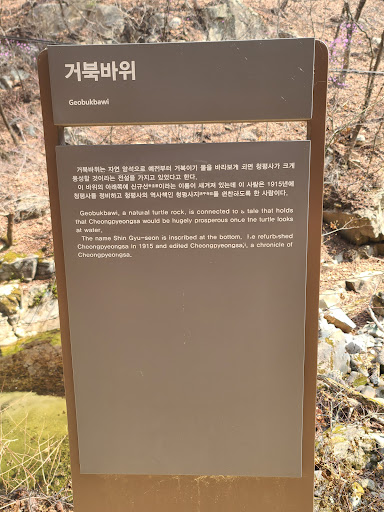 거북바위
Geobukbawi
거북바위는 자연 암석으로 예전부터 거북이가 물을 바라보게 되면 청평사가 크게
융성할 것이라는 전설을 가지고 있었다고 한다.
이 바위의 아래쪽에 신규선이라는 이름이 새겨져 있는데 이 사람은 1915년에
청평사를 정비하고 청평사의 역사책인 청평사지 를 편찬하도록 한 사람이다.
Geobukbawi, a natural turtle rock, is connected to a tale that holds
that Cheongpyeongsa would be hugely prosperous once the turtle looks
at water.
The name Shin Gyu-seon is inscribed at the bottom. He refurbished
Cheongpyeongsa in 1915 and edited Cheongpyeongsaji, a chronicle of
Cheongpyeongsa.